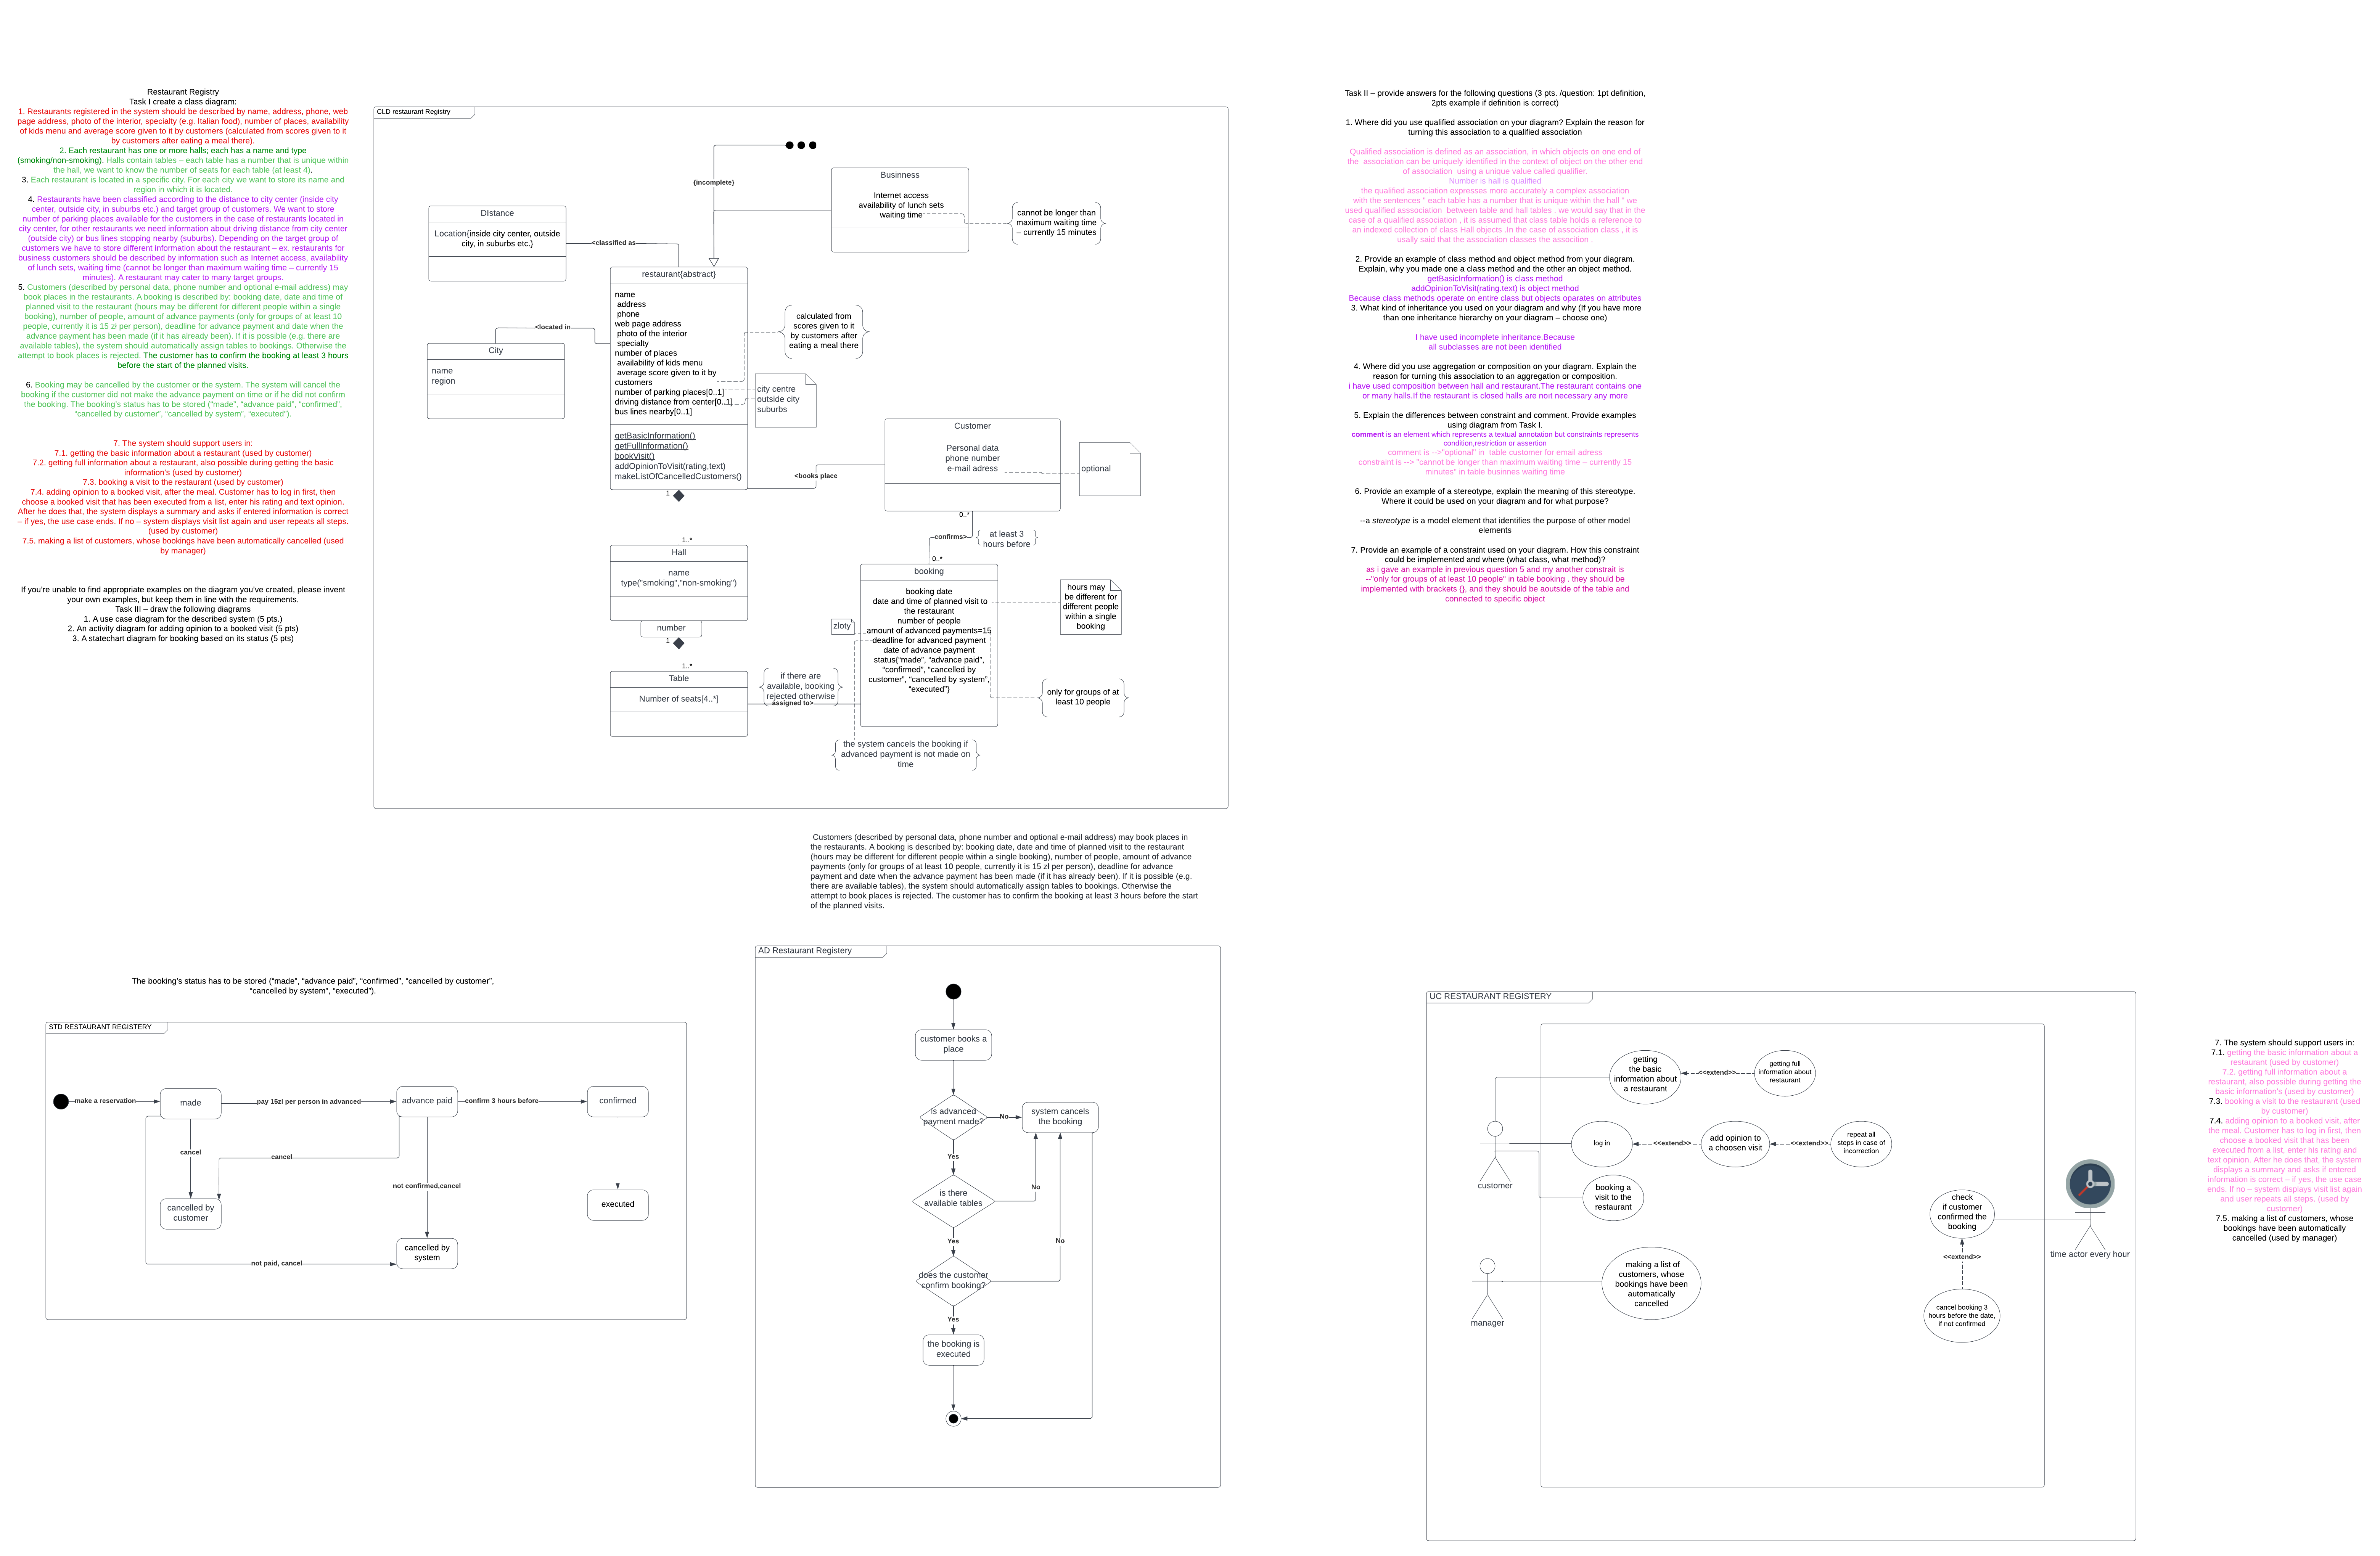 Restaurant Registry
Task I create a class diagram:
1. Restaurants registered in the system should be described by name, address, phone, web
page address, photo of the interior, specialty (e.g. Italian food), number of places, availability
of kids menu and average score given to it by customers (calculated from scores given to it
by customers after eating a meal there).
2. Each restaurant has one or more halls; each has a name and type
(smoking/non-smoking). Halls contain tables – each table has a number that is unique within
the hall, we want to know the number of seats for each table (at least 4).
3. Each restaurant is located in a specific city. For each city we want to store its name and
region in which it is located.
4. Restaurants have been classified according to the distance to city center (inside city
center, outside city, in suburbs etc.) and target group of customers. We want to store
number of parking places available for the customers in the case of restaurants located in
city center, for other restaurants we need information about driving distance from city center
(outside city) or bus lines stopping nearby (suburbs). Depending on the target group of
customers we have to store different information about the restaurant – ex. restaurants for
business customers should be described by information such as Internet access, availability
of lunch sets, waiting time (cannot be longer than maximum waiting time – currently 15
minutes). A restaurant may cater to many target groups.
5. Customers (described by personal data, phone number and optional e-mail address) may
book places in the restaurants. A booking is described by: booking date, date and time of
planned visit to the restaurant (hours may be different for different people within a single
booking), number of people, amount of advance payments (only for groups of at least 10
people, currently it is 15 zł per person), deadline for advance payment and date when the
advance payment has been made (if it has already been). If it is possible (e.g. there are
available tables), the system should automatically assign tables to bookings. Otherwise the
attempt to book places is rejected. The customer has to confirm the booking at least 3 hours
before the start of the planned visits.
6. Booking may be cancelled by the customer or the system. The system will cancel the
booking if the customer did not make the advance payment on time or if he did not confirm
the booking. The booking's status has to be stored ("made", "advance paid", "confirmed",
"cancelled by customer", "cancelled by system", "executed").
7. The system should support users in:
7.1. getting the basic information about a restaurant (used by customer)
7.2. getting full information about a restaurant, also possible during getting the basic
information's (used by customer)
7.3. booking a visit to the restaurant (used by customer)
7.4. adding opinion to a booked visit, after the meal. Customer has to log in first, then
choose a booked visit that has been executed from a list, enter his rating and text opinion.
After he does that, the system displays a summary and asks if entered information is correct
– if yes, the use case ends. If no – system displays visit list again and user repeats all steps.
(used by customer)
7.5. making a list of customers, whose bookings have been automatically cancelled (used
by manager)
If you're unable to find appropriate examples on the diagram you've created, please invent
your own examples, but keep them in line with the requirements.
Task III – draw the following diagrams
1. A use case diagram for the described system (5 pts.)
2. An activity diagram for adding opinion to a booked visit (5 pts)
3. A statechart diagram for booking based on its status (5 pts)
CLD restaurant Registry
{incomplete}
Businness
Internet access
availability of lunch sets
waiting time
cannot be longer than
maximum waiting time
– currently 15 minutes
DIstance
Location{inside city center, outside
city, in suburbs etc.}
<classified as
restaurant{abstract}
name
address
phone
web page address
photo of the interior
specialty
number of places
availability of kids menu
average score given to it by
customers
number of parking places[0..1]
driving distance from center[0..1]
bus lines nearby[0..1]
getBasicInformation()
getFullInformation()
bookVisit()
addOpinionToVisit(rating,text)
makeListOfCancelledCustomers()
calculated from
scores given to it
by customers after
eating a meal there
city centre
outside city
suburbs
<located in
City
name
region
Customer
Personal data
phone number
e-mail adress
optional
<books place
1
1..*
Hall
name
type("smoking","non-smoking")
number
1
1..*
Table
Number of seats[4..*]
0..*
confirms>
at least 3
hours before
0..*
booking
booking date
date and time of planned visit to
the restaurant
number of people
amount of advanced payments=15
deadline for advanced payment
date of advance payment
status{"made", "advance paid",
"confirmed", "cancelled by
customer", "cancelled by system",
"executed"}
zloty
hours may
be different for
different people
within a single
booking
if there are
available, booking
rejected otherwise
assigned to>
only for groups of at
least 10 people
the system cancels the booking if
advanced payment is not made on
time
Task II – provide answers for the following questions (3 pts. /question: 1pt definition,
2pts example if definition is correct)
1. Where did you use qualified association on your diagram? Explain the reason for
turning this association to a qualified association
Qualified association is defined as an association, in which objects on one end of
the association can be uniquely identified in the context of object on the other end
of association using a unique value called qualifier.
Number is hall is qualified
the qualified association expresses more accurately a complex association
with the sentences " each table has a number that is unique within the hall " we
used qualified asssociation between table and hall tables . we would say that in the
case of a qualified association , it is assumed that class table holds a reference to
an indexed collection of class Hall objects .In the case of association class , it is
usally said that the association classes the assocition .
2. Provide an example of class method and object method from your diagram.
Explain, why you made one a class method and the other an object method.
getBasicInformation() is class method
addOpinionToVisit(rating.text) is object method
Because class methods operate on entire class but objects oparates on attributes
3. What kind of inheritance you used on your diagram and why (If you have more
than one inheritance hierarchy on your diagram – choose one)
I have used incomplete inheritance.Because
all subclasses are not been identified
4. Where did you use aggregation or composition on your diagram. Explain the
reason for turning this association to an aggregation or composition.
i have used composition between hall and restaurant.The restaurant contains one
or many halls.If the restaurant is closed halls are noıt necessary any more
5. Explain the differences between constraint and comment. Provide examples
using diagram from Task I.
comment is an element which represents a textual annotation but constraints represents
condition,restriction or assertion
comment is -->"optional" in table customer for email adress
constraint is --> "cannot be longer than maximum waiting time – currently 15
minutes" in table businnes waiting time
6. Provide an example of a stereotype, explain the meaning of this stereotype.
Where it could be used on your diagram and for what purpose?
--a stereotype is a model element that identifies the purpose of other model
elements
7. Provide an example of a constraint used on your diagram. How this constraint
could be implemented and where (what class, what method)?
as i gave an example in previous question 5 and my another constrait is
--"only for groups of at least 10 people" in table booking . they should be
implemented with brackets {}, and they should be aoutside of the table and
connected to specific object
Customers (described by personal data, phone number and optional e-mail address) may book places in
the restaurants. A booking is described by: booking date, date and time of planned visit to the restaurant
(hours may be different for different people within a single booking), number of people, amount of advance
payments (only for groups of at least 10 people, currently it is 15 zł per person), deadline for advance
payment and date when the advance payment has been made (if it has already been). If it is possible (e.g.
there are available tables), the system should automatically assign tables to bookings. Otherwise the
attempt to book places is rejected. The customer has to confirm the booking at least 3 hours before the start
of the planned visits.
The booking's status has to be stored ("made", "advance paid", "confirmed", "cancelled by customer",
"cancelled by system", "executed").
STD RESTAURANT REGISTERY
make a reservation
made
pay 15zl per person in advanced
advance paid
confirm 3 hours before
confirmed
cancel
cancel
not confirmed,cancel
cancelled by
customer
executed
cancelled by
system
not paid, cancel
AD Restaurant Registery
customer books a
place
is advanced
payment made?
No
system cancels
the booking
Yes
is there
available tables
No
Yes
No
does the customer
confirm booking?
Yes
the booking is
executed
UC RESTAURANT REGISTERY
getting
the basic
information about
a restaurant
<<extend>>
getting full
information about
restaurant
log in
<<extend>>
add opinion to
a choosen visit
<<extend>>
repeat all
steps in case of
incorrection
customer
booking a
visit to the
restaurant
check
if customer
confirmed the
booking
time actor every hour
<<extend>>
making a list of
customers, whose
bookings have been
automatically
cancelled
manager
cancel booking 3
hours before the date,
if not confirmed
7. The system should support users in:
7.1. getting the basic information about a
restaurant (used by customer)
7.2. getting full information about a
restaurant, also possible during getting the
basic information's (used by customer)
7.3. booking a visit to the restaurant (used
by customer)
7.4. adding opinion to a booked visit, after
the meal. Customer has to log in first, then
choose a booked visit that has been
executed from a list, enter his rating and
text opinion. After he does that, the system
displays a summary and asks if entered
information is correct – if yes, the use case
ends. If no – system displays visit list again
and user repeats all steps. (used by
customer)
7.5. making a list of customers, whose
bookings have been automatically
cancelled (used by manager)